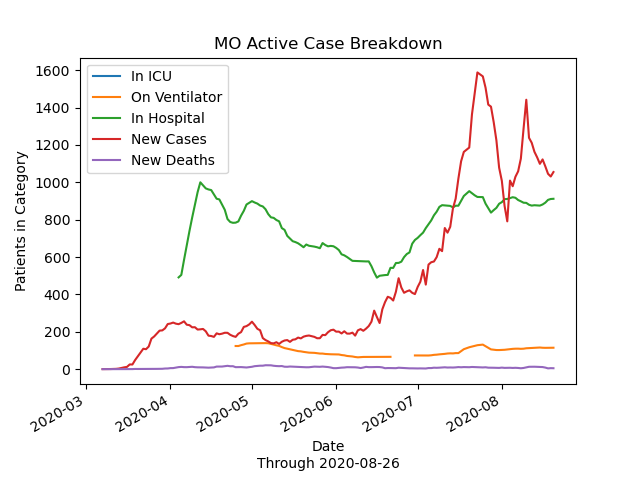 MO Active Case Breakdown
In ICU
On Ventilator
In Hospital
New Cases
New Deaths
Patients in Category
1600
1400
1200
1000
800
600
400
200
0
2020-03
2020-04
2020-05
2020-06
2020-07
2020-08
Date
Through 2020-08-26